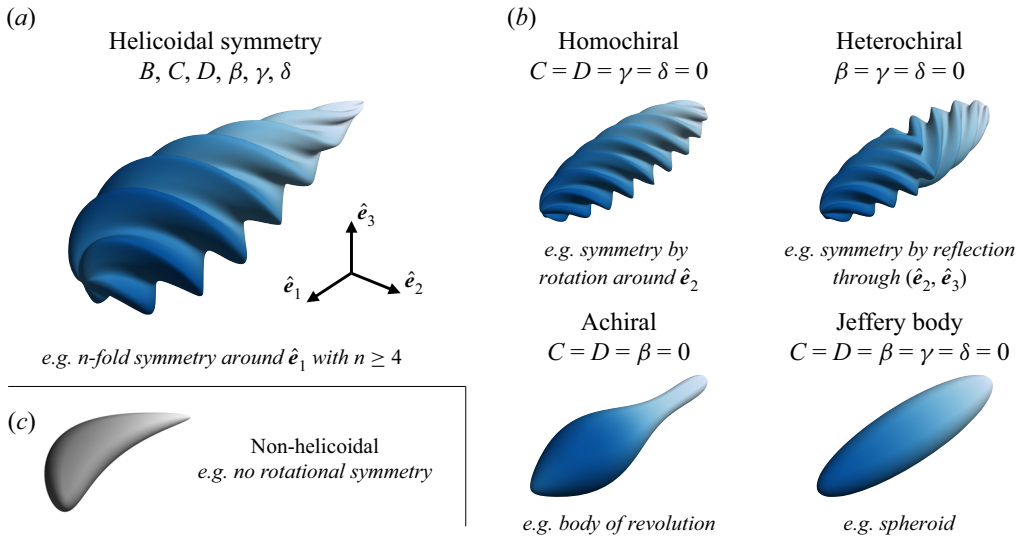 (a)
Helicoidal symmetry
B, C, D, β, γ, δ
ê₃
ê₁
ê₂
e.g. n-fold symmetry around ê₁ with n ≥ 4
(b)
Homochiral
C = D = γ = δ = 0
e.g. symmetry by
rotation around ê₂
Heterochiral
β = γ = δ = 0
e.g. symmetry by reflection
through (ê₂, ê₃)
Achiral
C = D = β = 0
e.g. body of revolution
Jeffery body
C = D = β = γ = δ = 0
e.g. spheroid
(c)
Non-helicoidal
e.g. no rotational symmetry